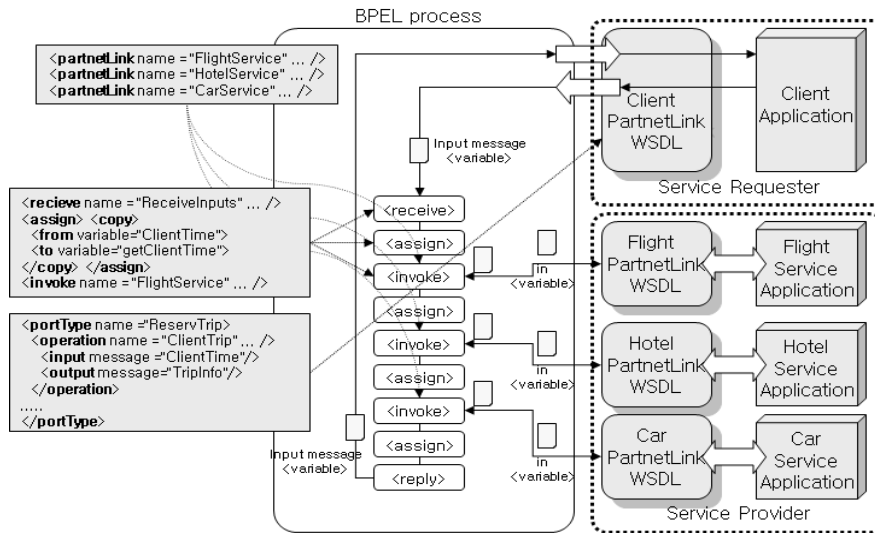 BPEL process
<partnetLink name ="FlightService" ... />
<partnetLink name ="HotelService" ... />
<partnetLink name ="CarService"... />
<recieve name ="ReceiveInputs" ... />
<assign> <copy>
<from variable="ClientTime">
<to variable="getClientTime">
</copy> </assign>
<invoke name ="FlightService" ... />
<portType name ="ReservTrip>
<operation name ="ClientTrip" ... />
<input message ="ClientTime"/>
<output message="TripInfo"/>
</operation>
.....
</portType>
Input message
<variable>
<receive>
<assign>
<invoke>
<assign>
<invoke>
<assign>
<invoke>
<assign>
<reply>
Input message
<variable>
in
<variable>
in
<variable>
in
<variable>
Client
PartnetLink
WSDL
Client
Application
Service Requester
Flight
PartnetLink
WSDL
Flight
Service
Application
Hotel
PartnetLink
WSDL
Hotel
Service
Application
Car
PartnetLink
WSDL
Car
Service
Application
Service Provider